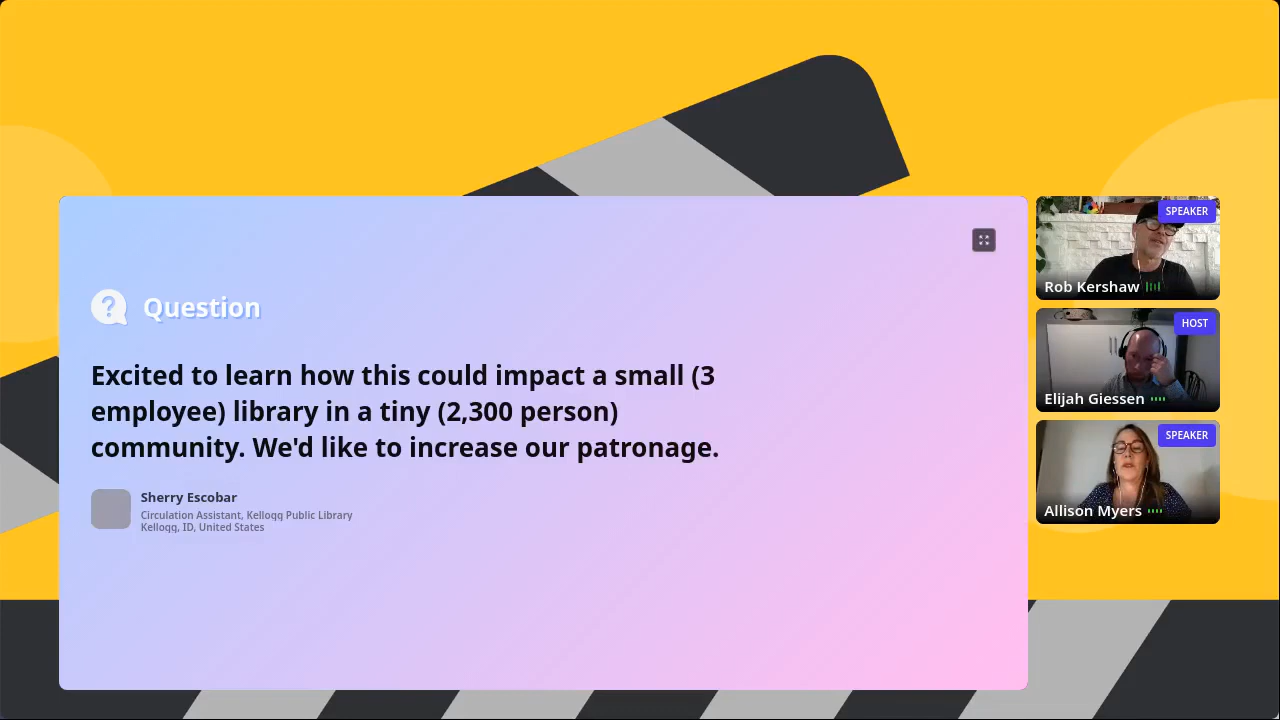 Question
Excited to learn how this could impact a small (3
employee) library in a tiny (2,300 person)
community. We'd like to increase our patronage.
Sherry Escobar
Circulation Assistant, Kellogg Public Library
Kellogg, ID, United States
SPEAKER
Rob Kershaw
HOST
Elijah Giessen
SPEAKER
Allison Myers